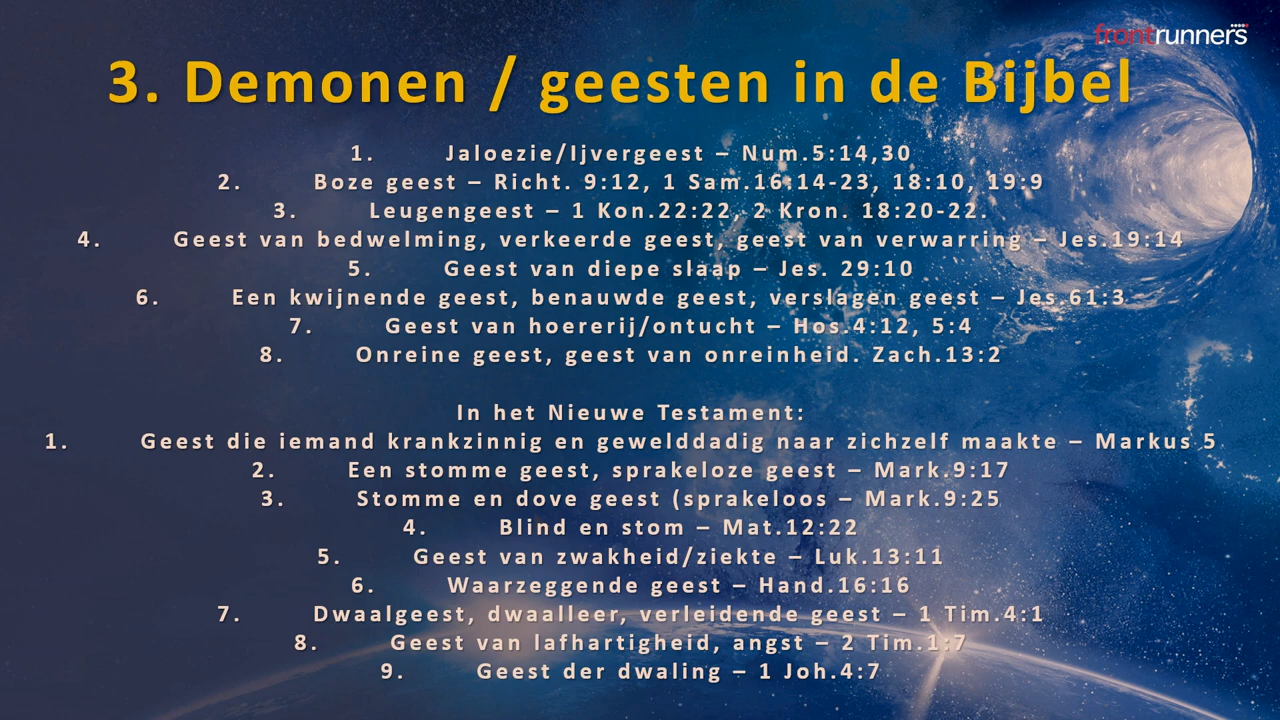 frontrunners
3. Demonen / geesten in de Bijbel
1. Jaloezie/Ijvergeest – Num.5:14,30
2. Boze geest – Richt. 9:12, 1 Sam.16:14-23, 18:10, 19:9
3. Leugengeest – 1 Kon.22:22, 2 Kron. 18:20-22.
4. Geest van bedwelming, verkeerde geest, geest van verwarring – Jes.19:14
5. Geest van diepe slaap – Jes. 29:10
6. Een kwijnende geest, benauwde geest, verslagen geest – Jes.61:3
7. Geest van hoererij/ontucht – Hos.4:12, 5:4
8. Onreine geest, geest van onreinheid. Zach.13:2
In het Nieuwe Testament:
1. Geest die iemand krankzinnig en gewelddadig naar zichzelf maakte – Markus 5
2. Een stomme geest, sprakeloze geest – Mark.9:17
3. Stomme en dove geest (sprakeloos – Mark.9:25
4. Blind en stom – Mat.12:22
5. Geest van zwakheid/ziekte – Luk.13:11
6. Waarzeggende geest – Hand.16:16
7. Dwaalgeest, dwaalleer, verleidende geest – 1 Tim.4:1
8. Geest van lafhartigheid, angst – 2 Tim.1:7
9. Geest der dwaling – 1 Joh.4:7